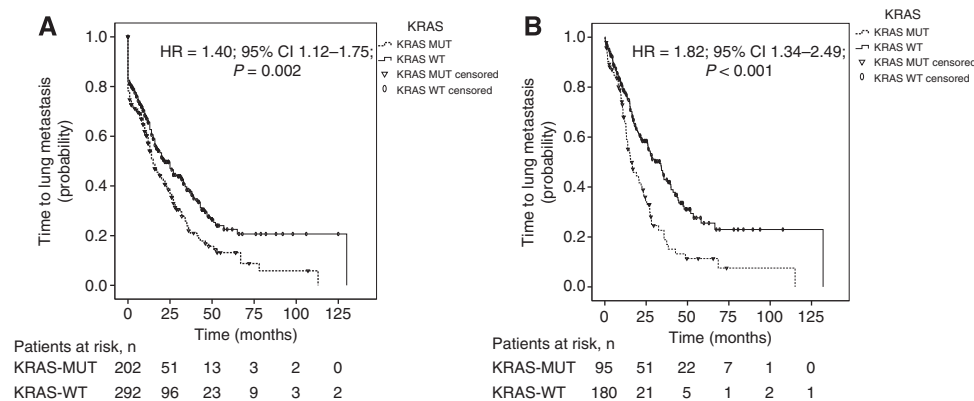 A
KRAS
KRAS MUT
KRAS WT
KRAS MUT censored
KRAS WT censored
HR = 1.40; 95% CI 1.12–1.75;
P = 0.002
Time to lung metastasis
(probability)
1.0
0.8
0.6
0.4
0.2
0.0
0 25 50 75 100 125
Time (months)
Patients at risk, n
KRAS-MUT 202 51 13 3 2 0
KRAS-WT 292 96 23 9 3 2
B
KRAS
KRAS MUT
KRAS WT
KRAS MUT censored
KRAS WT censored
HR = 1.82; 95% CI 1.34–2.49;
P < 0.001
Time to lung metastasis
(probability)
1.0
0.8
0.6
0.4
0.2
0.0
0 25 50 75 100 125
Time (months)
Patients at risk, n
KRAS-MUT 95 51 22 7 1 0
KRAS-WT 180 21 5 1 2 1